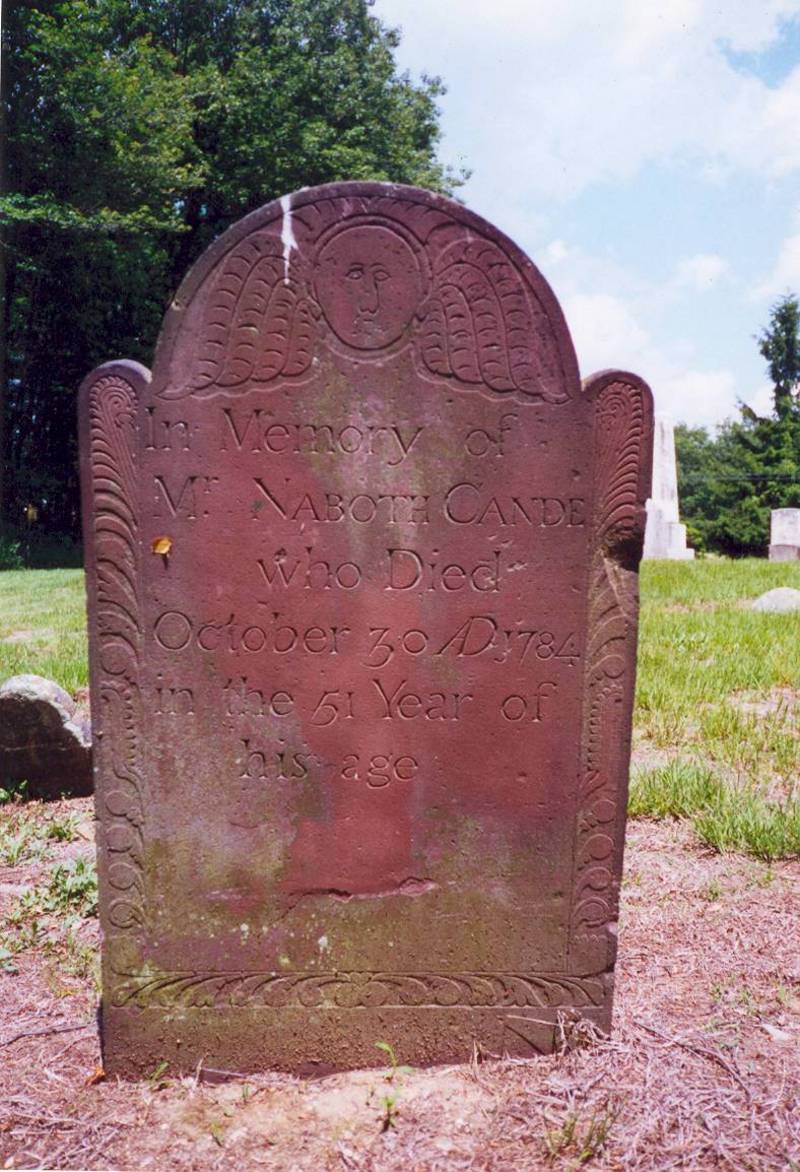 In Memory of
Mr NABOTH CANDE
who Died
October 30 AD 1784
in the 51 Year of
his age